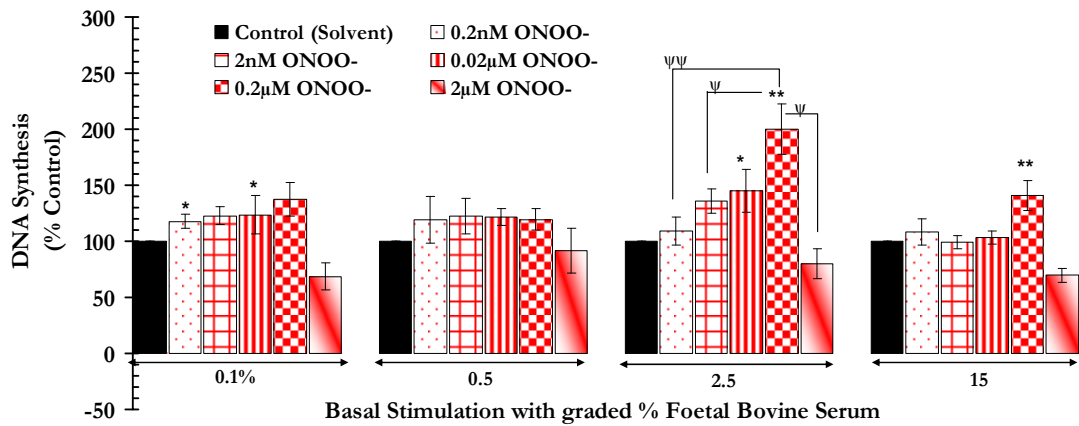 300
250
200
150
100
50
0
-50
DNA Synthesis
(% Control)
Control (Solvent) 0.2nM ONOO-
2nM ONOO- 0.02µM ONOO-
0.2µM ONOO- 2µM ONOO-
* *
ψψ
ψ ** ψ
*
**
0.1% 0.5 2.5 15
Basal Stimulation with graded % Foetal Bovine Serum